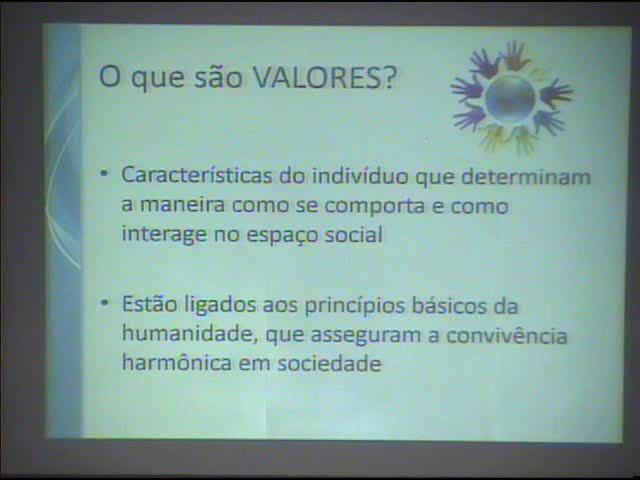 O que são VALORES?
• Características do indivíduo que determinam
a maneira como se comporta e como
interage no espaço social
• Estão ligados aos princípios básicos da
humanidade, que asseguram a convivência
harmônica em sociedade